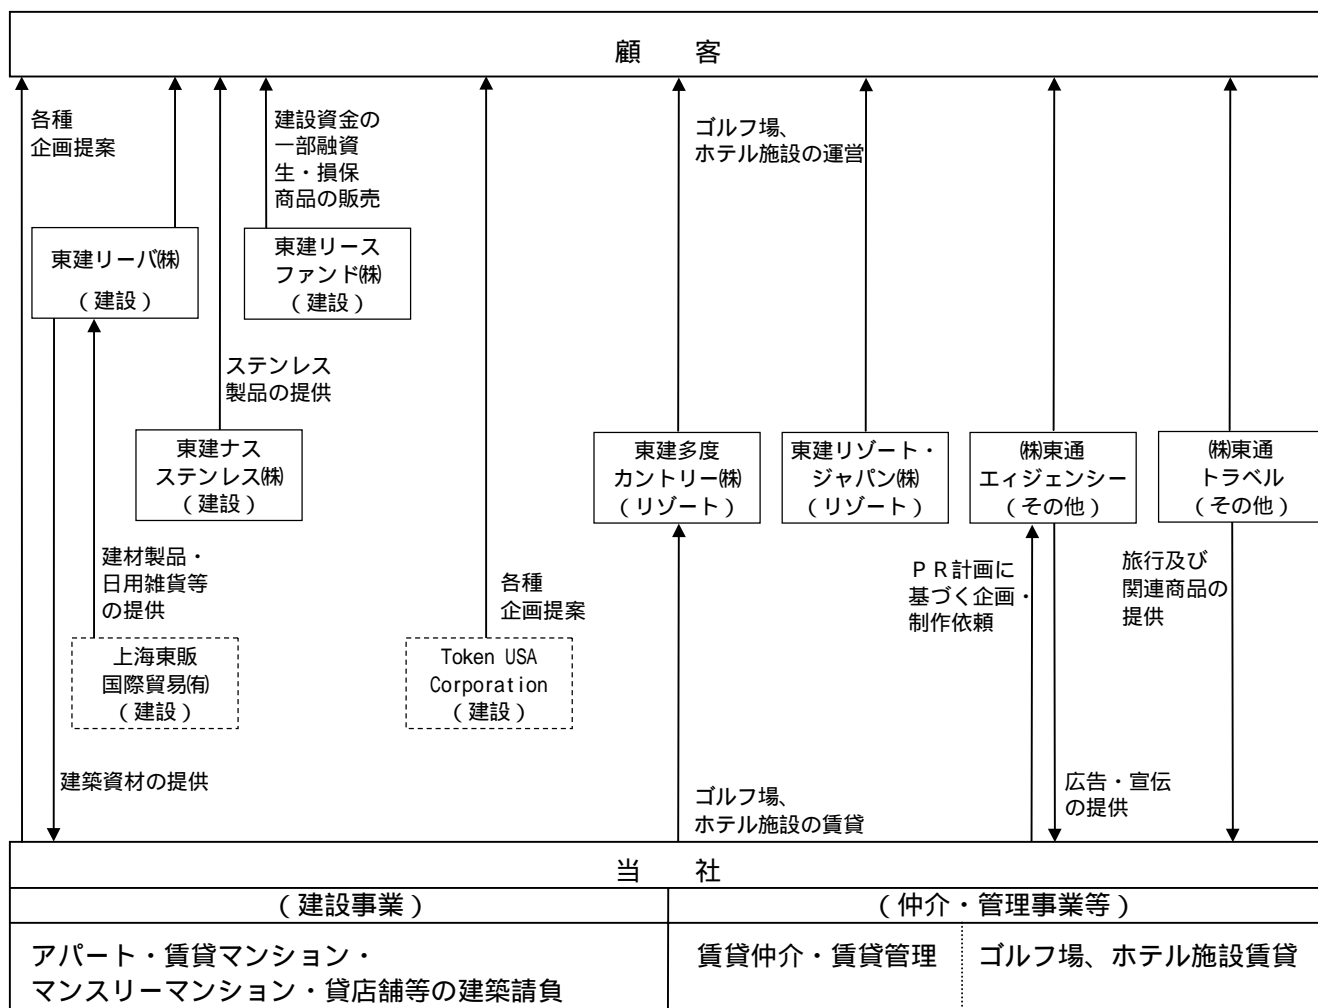 顧　客
各種
企画提案
建設資金の
一部融資
生・損保
商品の販売
ゴルフ場、
ホテル施設の運営
東建リーバ㈱
(建設)
東建リース
ファンド㈱
(建設)
ステンレス
製品の提供
東建ナス
ステンレス㈱
(建設)
東建多度
カントリー㈱
(リゾート)
東建リゾート・
ジャパン㈱
(リゾート)
㈱東通
エィジェンシー
(その他)
㈱東通
トラベル
(その他)
建材製品・
日用雑貨等
の提供
各種
企画提案
ＰＲ計画に
基づく企画・
制作依頼
旅行及び
関連商品の
提供
上海東販
国際貿易㈲
(建設)
Token USA
Corporation
(建設)
建築資材の提供
ゴルフ場、
ホテル施設の賃貸
広告・宣伝
の提供
当　社
(建設事業)
(仲介・管理事業等)
アパート・賃貸マンション・
マンスリーマンション・貸店舗等の建築請負
賃貸仲介・賃貸管理
ゴルフ場、ホテル施設賃貸